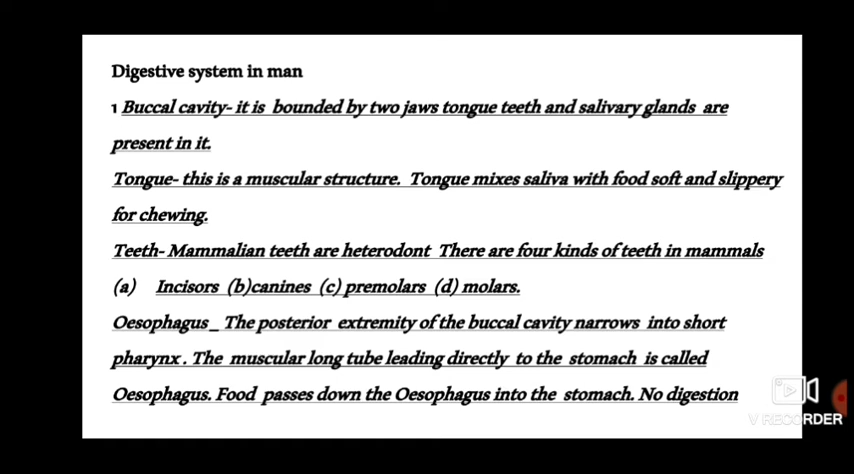 Digestive system in man
1 Buccal cavity- it is bounded by two jaws tongue teeth and salivary glands are
present in it.
Tongue- this is a muscular structure. Tongue mixes saliva with food soft and slippery
for chewing.
Teeth- Mammalian teeth are heterodont There are four kinds of teeth in mammals
(a) Incisors (b)canines (c) premolars (d) molars.
Oesophagus_ The posterior extremity of the buccal cavity narrows into short
pharynx . The muscular long tube leading directly to the stomach is called
Oesophagus. Food passes down the Oesophagus into the stomach. No digestion
V RECORDER